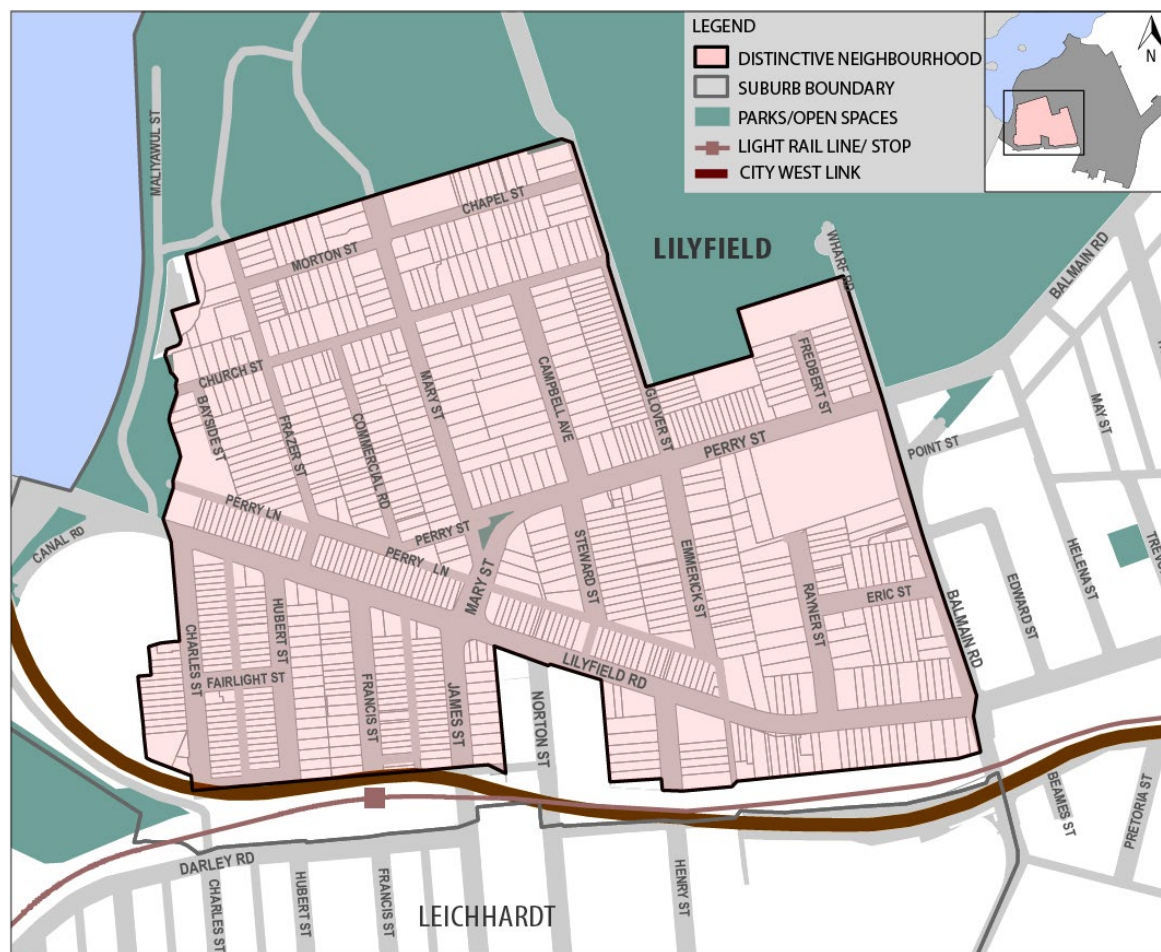 LEGEND
DISTINCTIVE NEIGHBOURHOOD
SUBURB BOUNDARY
PARKS/OPEN SPACES
LIGHT RAIL LINE/ STOP
CITY WEST LINK
N
MALIYAWUL ST
CHAPEL ST
MORTON ST
LILYFIELD
WHARF RD
BALMAIN RD
CHURCH ST
BAYSIDE ST
FRAZER ST
COMMERCIAL RD
MARY ST
CAMPBELL AVE
GLOVER ST
FREDBERT ST
PERRY ST
MAY ST
POINT ST
PERRY LN
PERRY ST
PERRY LN
CANAL RD
MARY ST
STEWARD ST
EMMERICK ST
RAYNER ST
ERIC ST
BALMAIN RD
EDWARD ST
HELENA ST
CHARLES ST
HUBERT ST
FAIRLIGHT ST
FRANCIS ST
JAMES ST
LILYFIELD RD
NORTON ST
BEAMES ST
PRETORIA ST
DARLEY RD
CHARLES ST
HUBERT ST
FRANCIS ST
LEICHHARDT
HENRY ST